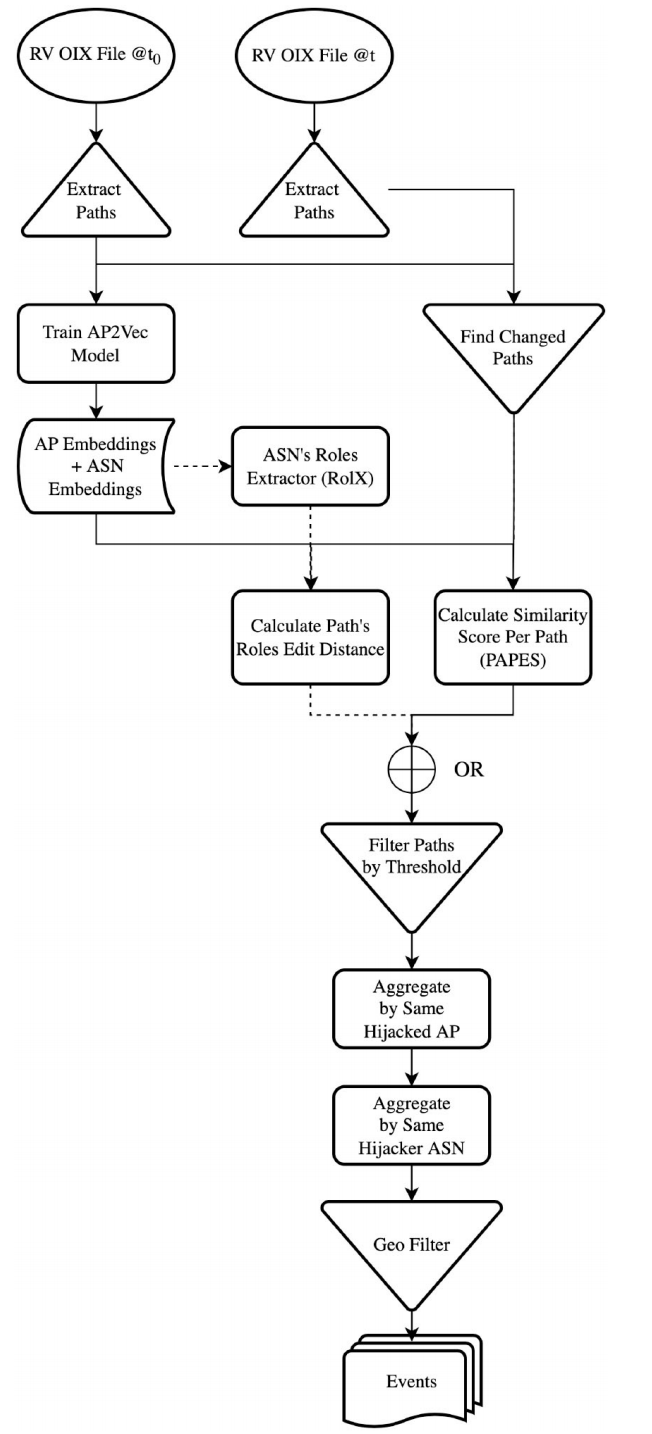 RV OIX File @t0
RV OIX File @t
Extract
Paths
Extract
Paths
Train AP2Vec
Model
Find Changed
Paths
AP Embeddings
+ ASN
Embeddings
ASN's Roles
Extractor (RolX)
Calculate Path's
Roles Edit Distance
Calculate Similarity
Score Per Path
(PAPES)
OR
Filter Paths
by Threshold
Aggregate
by Same
Hijacked AP
Aggregate
by Same
Hijacker ASN
Geo Filter
Events